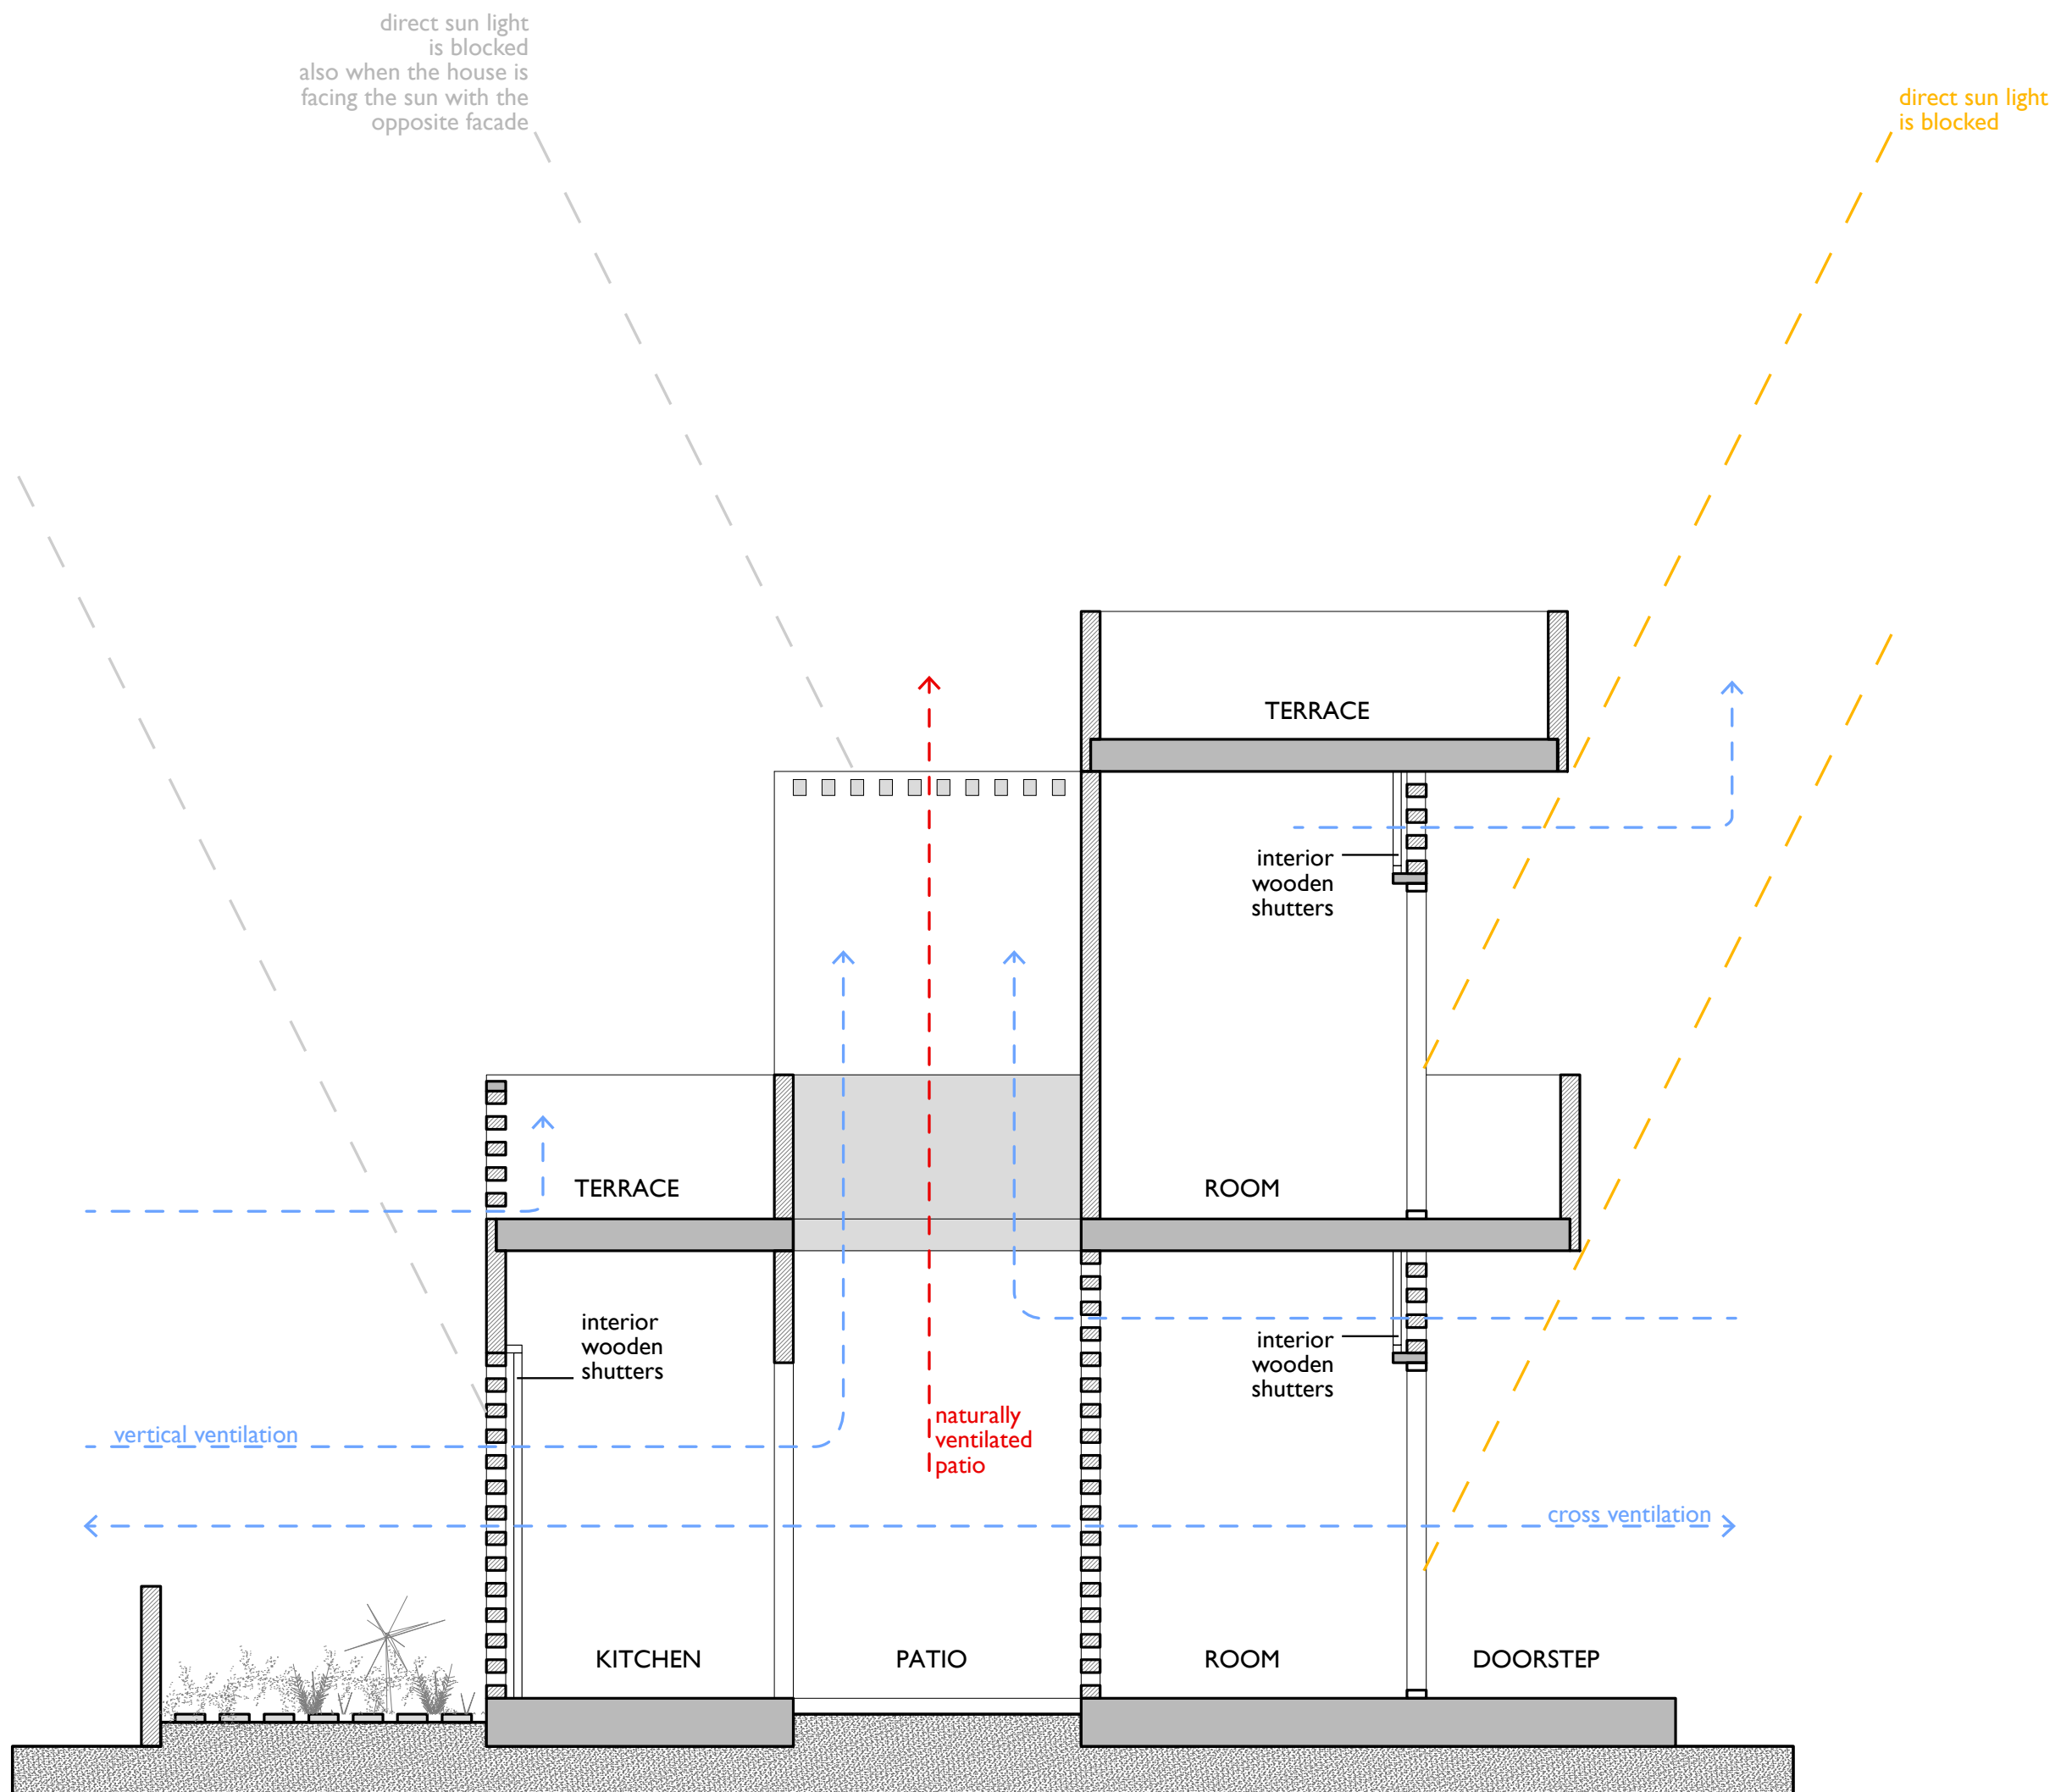 direct sun light
is blocked
also when the house is
facing the sun with the
opposite facade
direct sun light
is blocked
TERRACE
interior
wooden
shutters
TERRACE
ROOM
interior
wooden
shutters
interior
wooden
shutters
naturally
ventilated
patio
vertical ventilation
cross ventilation
KITCHEN
PATIO
ROOM
DOORSTEP